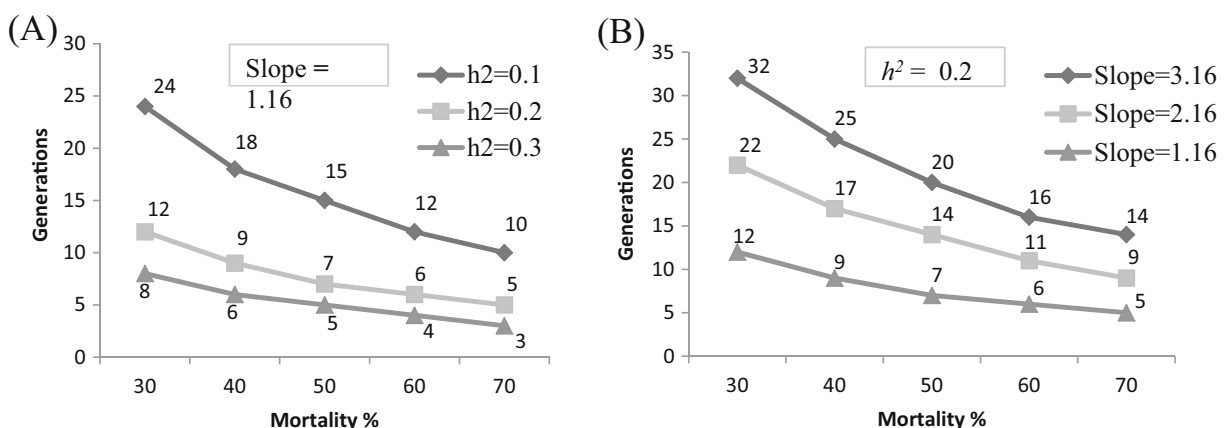 (A)
30
25
20
15
10
5
0
Generations
Slope =
1.16
h2=0.1
h2=0.2
h2=0.3
24
18
15
12
10
12
9
7
6
5
8
6
5
4
3
30 40 50 60 70
Mortality %
(B)
35
30
25
20
15
10
5
0
Generations
h² = 0.2
Slope=3.16
Slope=2.16
Slope=1.16
32
25
20
16
14
22
17
14
11
9
12
9
7
6
5
30 40 50 60 70
Mortality %